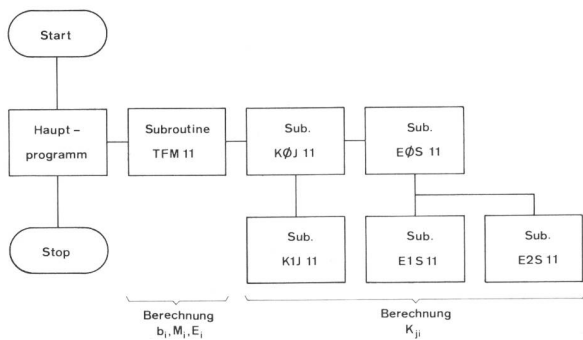 Start
Haupt –
programm
Subroutine
TFM 11
Sub.
KØJ 11
Sub.
EØS 11
Stop
Sub.
K1J 11
Sub.
E1S 11
Sub.
E2S 11
Berechnung
bᵢ, Mᵢ, Eᵢ
Berechnung
Kⱼᵢ